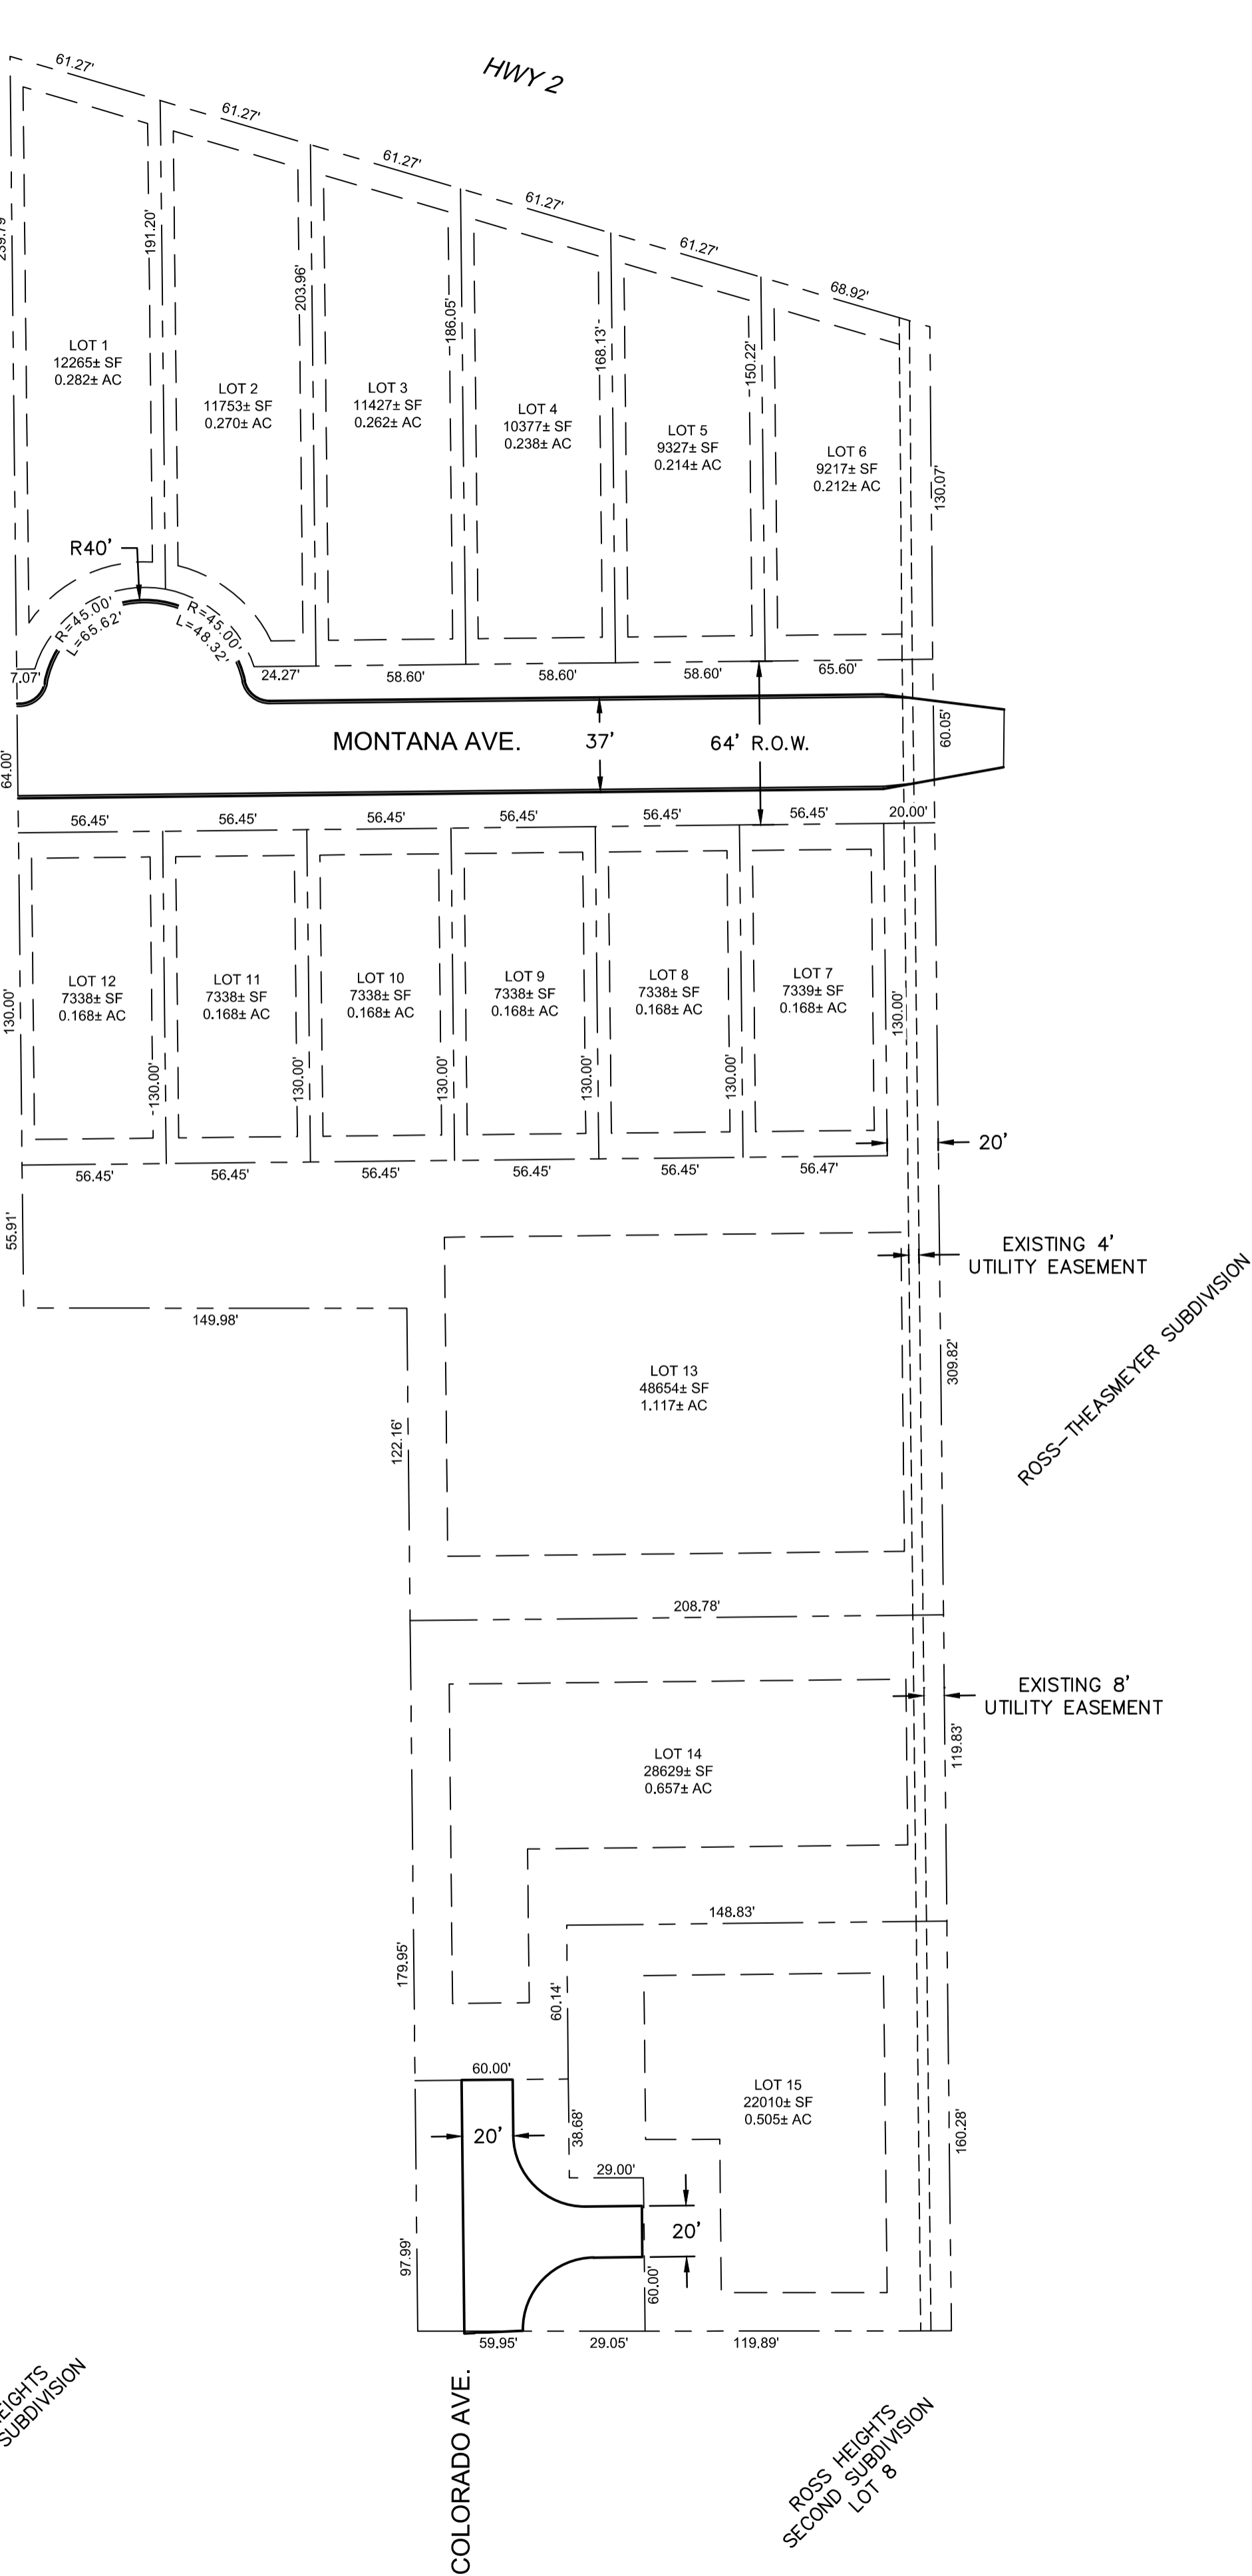 HWY 2
61.27'
61.27'
61.27'
61.27'
61.27'
68.92'
191.20'
203.96'
186.05'
168.13'
150.22'
130.07'
LOT 1
12265± SF
0.282± AC
LOT 2
11753± SF
0.270± AC
LOT 3
11427± SF
0.262± AC
LOT 4
10377± SF
0.238± AC
LOT 5
9327± SF
0.214± AC
LOT 6
9217± SF
0.212± AC
R40'
R=45.00'
L=65.62'
R=45.00'
L=48.32'
7.07'
24.27'
58.60'
58.60'
58.60'
65.60'
64.00'
MONTANA AVE.
37'
64' R.O.W.
60.05'
56.45'
56.45'
56.45'
56.45'
56.45'
56.45'
20.00'
LOT 12
7338± SF
0.168± AC
LOT 11
7338± SF
0.168± AC
LOT 10
7338± SF
0.168± AC
LOT 9
7338± SF
0.168± AC
LOT 8
7338± SF
0.168± AC
LOT 7
7339± SF
0.168± AC
130.00'
130.00'
130.00'
130.00'
130.00'
130.00'
130.00'
20'
56.45'
56.45'
56.45'
56.45'
56.45'
56.47'
55.91'
149.98'
EXISTING 4'
UTILITY EASEMENT
ROSS-THEASMEYER SUBDIVISION
309.82'
LOT 13
48654± SF
1.117± AC
122.16'
208.78'
EXISTING 8'
UTILITY EASEMENT
119.83'
LOT 14
28629± SF
0.657± AC
148.83'
179.95'
60.14'
60.00'
LOT 15
22010± SF
0.505± AC
20'
38.68'
160.28'
29.00'
20'
97.99'
60.00'
59.95'
29.05'
119.89'
COLORADO AVE.
SUBDIVISION
ROSS HEIGHTS
SECOND SUBDIVISION
LOT 8